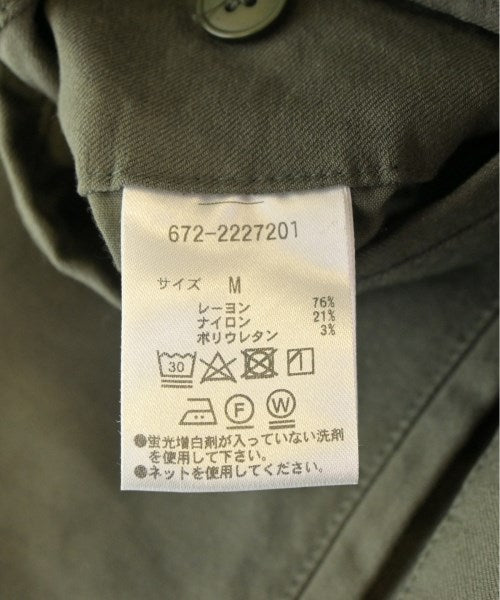 672-2227201
サイズ M
レーヨン 76%
ナイロン 21%
ポリウレタン 3%
30
F W
●蛍光増白剤が入っていない洗剤
を使用して下さい。
●ネットを使用してください。